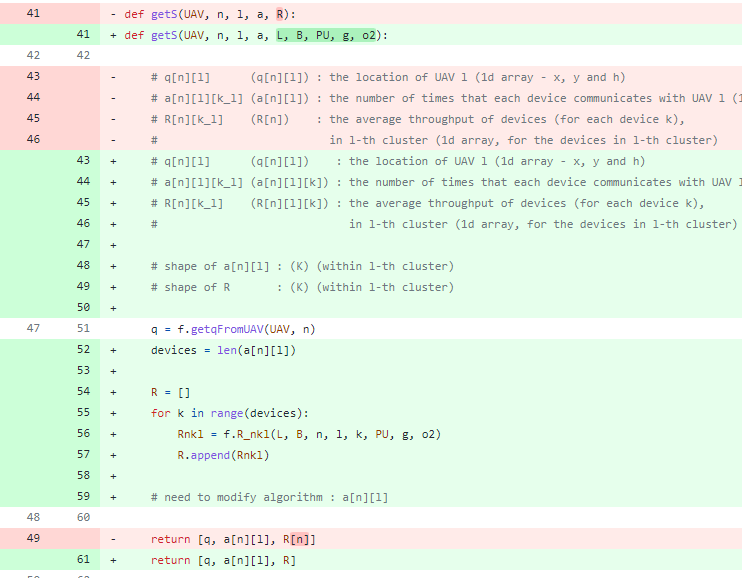 41 - def getS(UAV, n, l, a, R):
41 + def getS(UAV, n, l, a, L, B, PU, g, o2):
42 42
43 - # q[n][l] (q[n][l]) : the location of UAV l (1d array - x, y and h)
44 - # a[n][l][k_l] (a[n][l]) : the number of times that each device communicates with UAV l (1
45 - # R[n][k_l] (R[n]) : the average throughput of devices (for each device k),
46 - # in l-th cluster (1d array, for the devices in l-th cluster)
43 + # q[n][l] (q[n][l]) : the location of UAV l (1d array - x, y and h)
44 + # a[n][l][k_l] (a[n][l][k]) : the number of times that each device communicates with UAV l
45 + # R[n][k_l] (R[n][l][k]) : the average throughput of devices (for each device k),
46 + # in l-th cluster (1d array, for the devices in l-th cluster)
47 +
48 + # shape of a[n][l] : (K) (within l-th cluster)
49 + # shape of R : (K) (within l-th cluster)
50 +
47 51 q = f.getqFromUAV(UAV, n)
52 + devices = len(a[n][l])
53 +
54 + R = []
55 + for k in range(devices):
56 + Rnkl = f.R_nkl(L, B, n, l, k, PU, g, o2)
57 + R.append(Rnkl)
58 +
59 + # need to modify algorithm : a[n][l]
48 60
49 - return [q, a[n][l], R[n]]
61 + return [q, a[n][l], R]